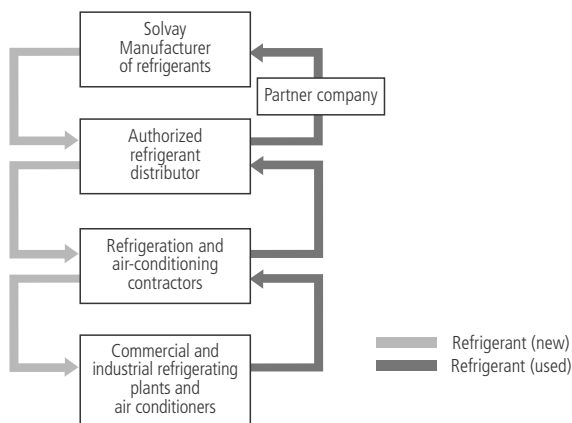 Solvay
Manufacturer
of refrigerants
Partner company
Authorized
refrigerant
distributor
Refrigeration and
air-conditioning
contractors
Commercial and
industrial refrigerating
plants and
air conditioners
Refrigerant (new)
Refrigerant (used)